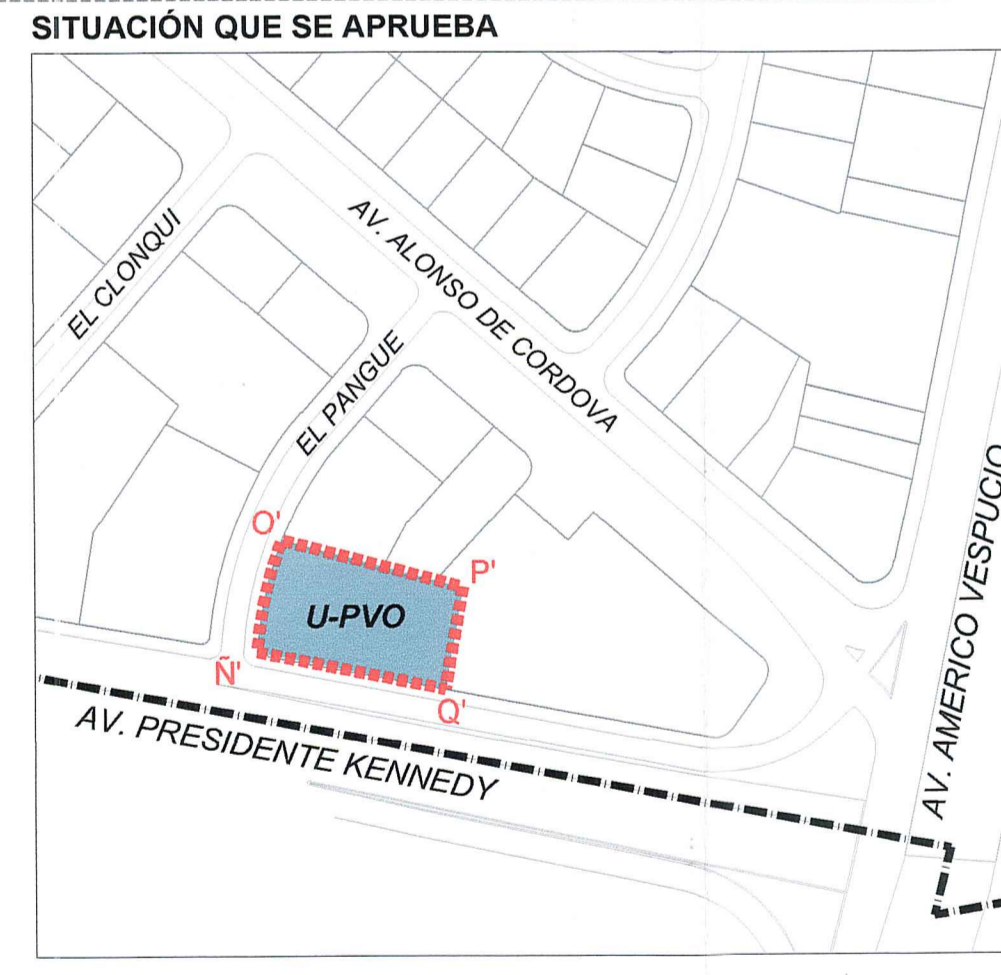 SITUACIÓN QUE SE APRUEBA
EL CLONQUI
AV. ALONSO DE CORDOVA
EL PANGUE
O'
P'
U-PVO
Ñ'
Q'
AV. PRESIDENTE KENNEDY
AV. AMERICO VESPUCIO